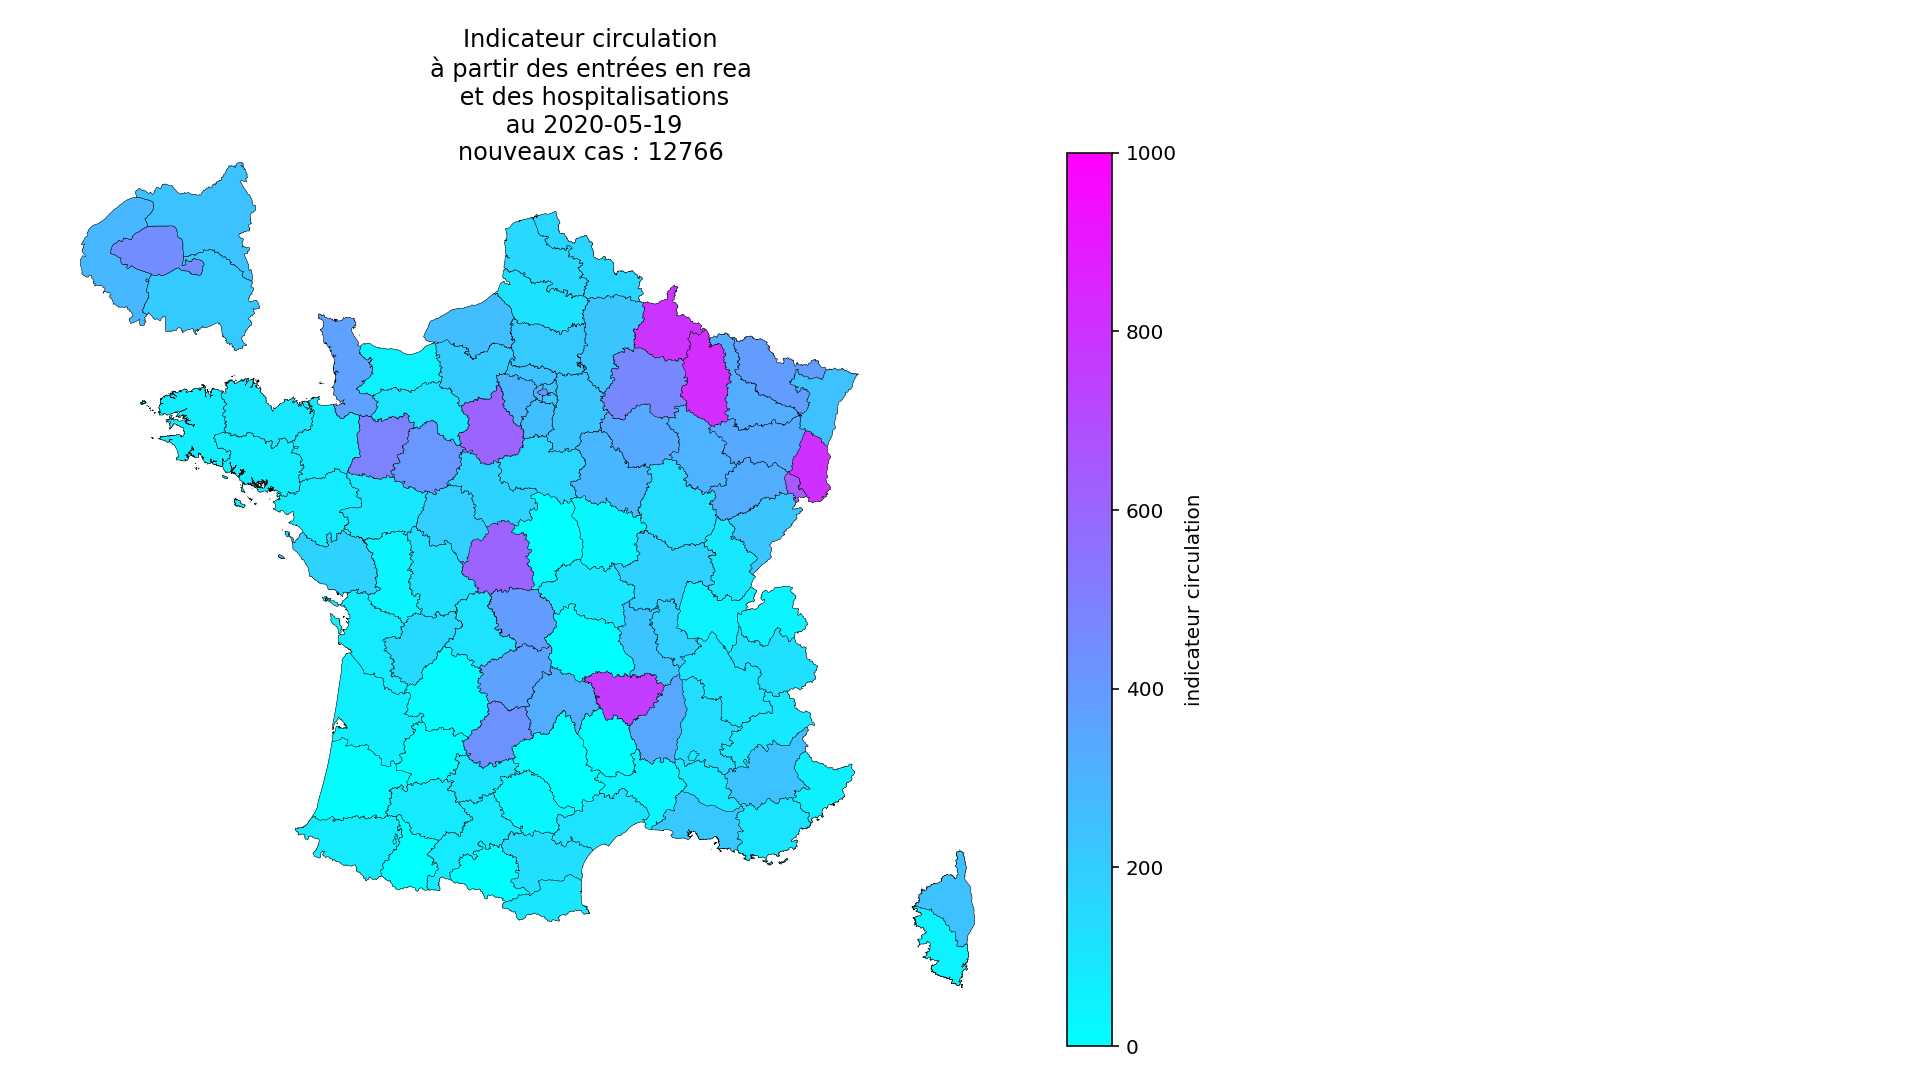 Indicateur circulation
à partir des entrées en rea
et des hospitalisations
au 2020-05-19
nouveaux cas : 12766
1000
800
600
400
200
0
indicateur circulation